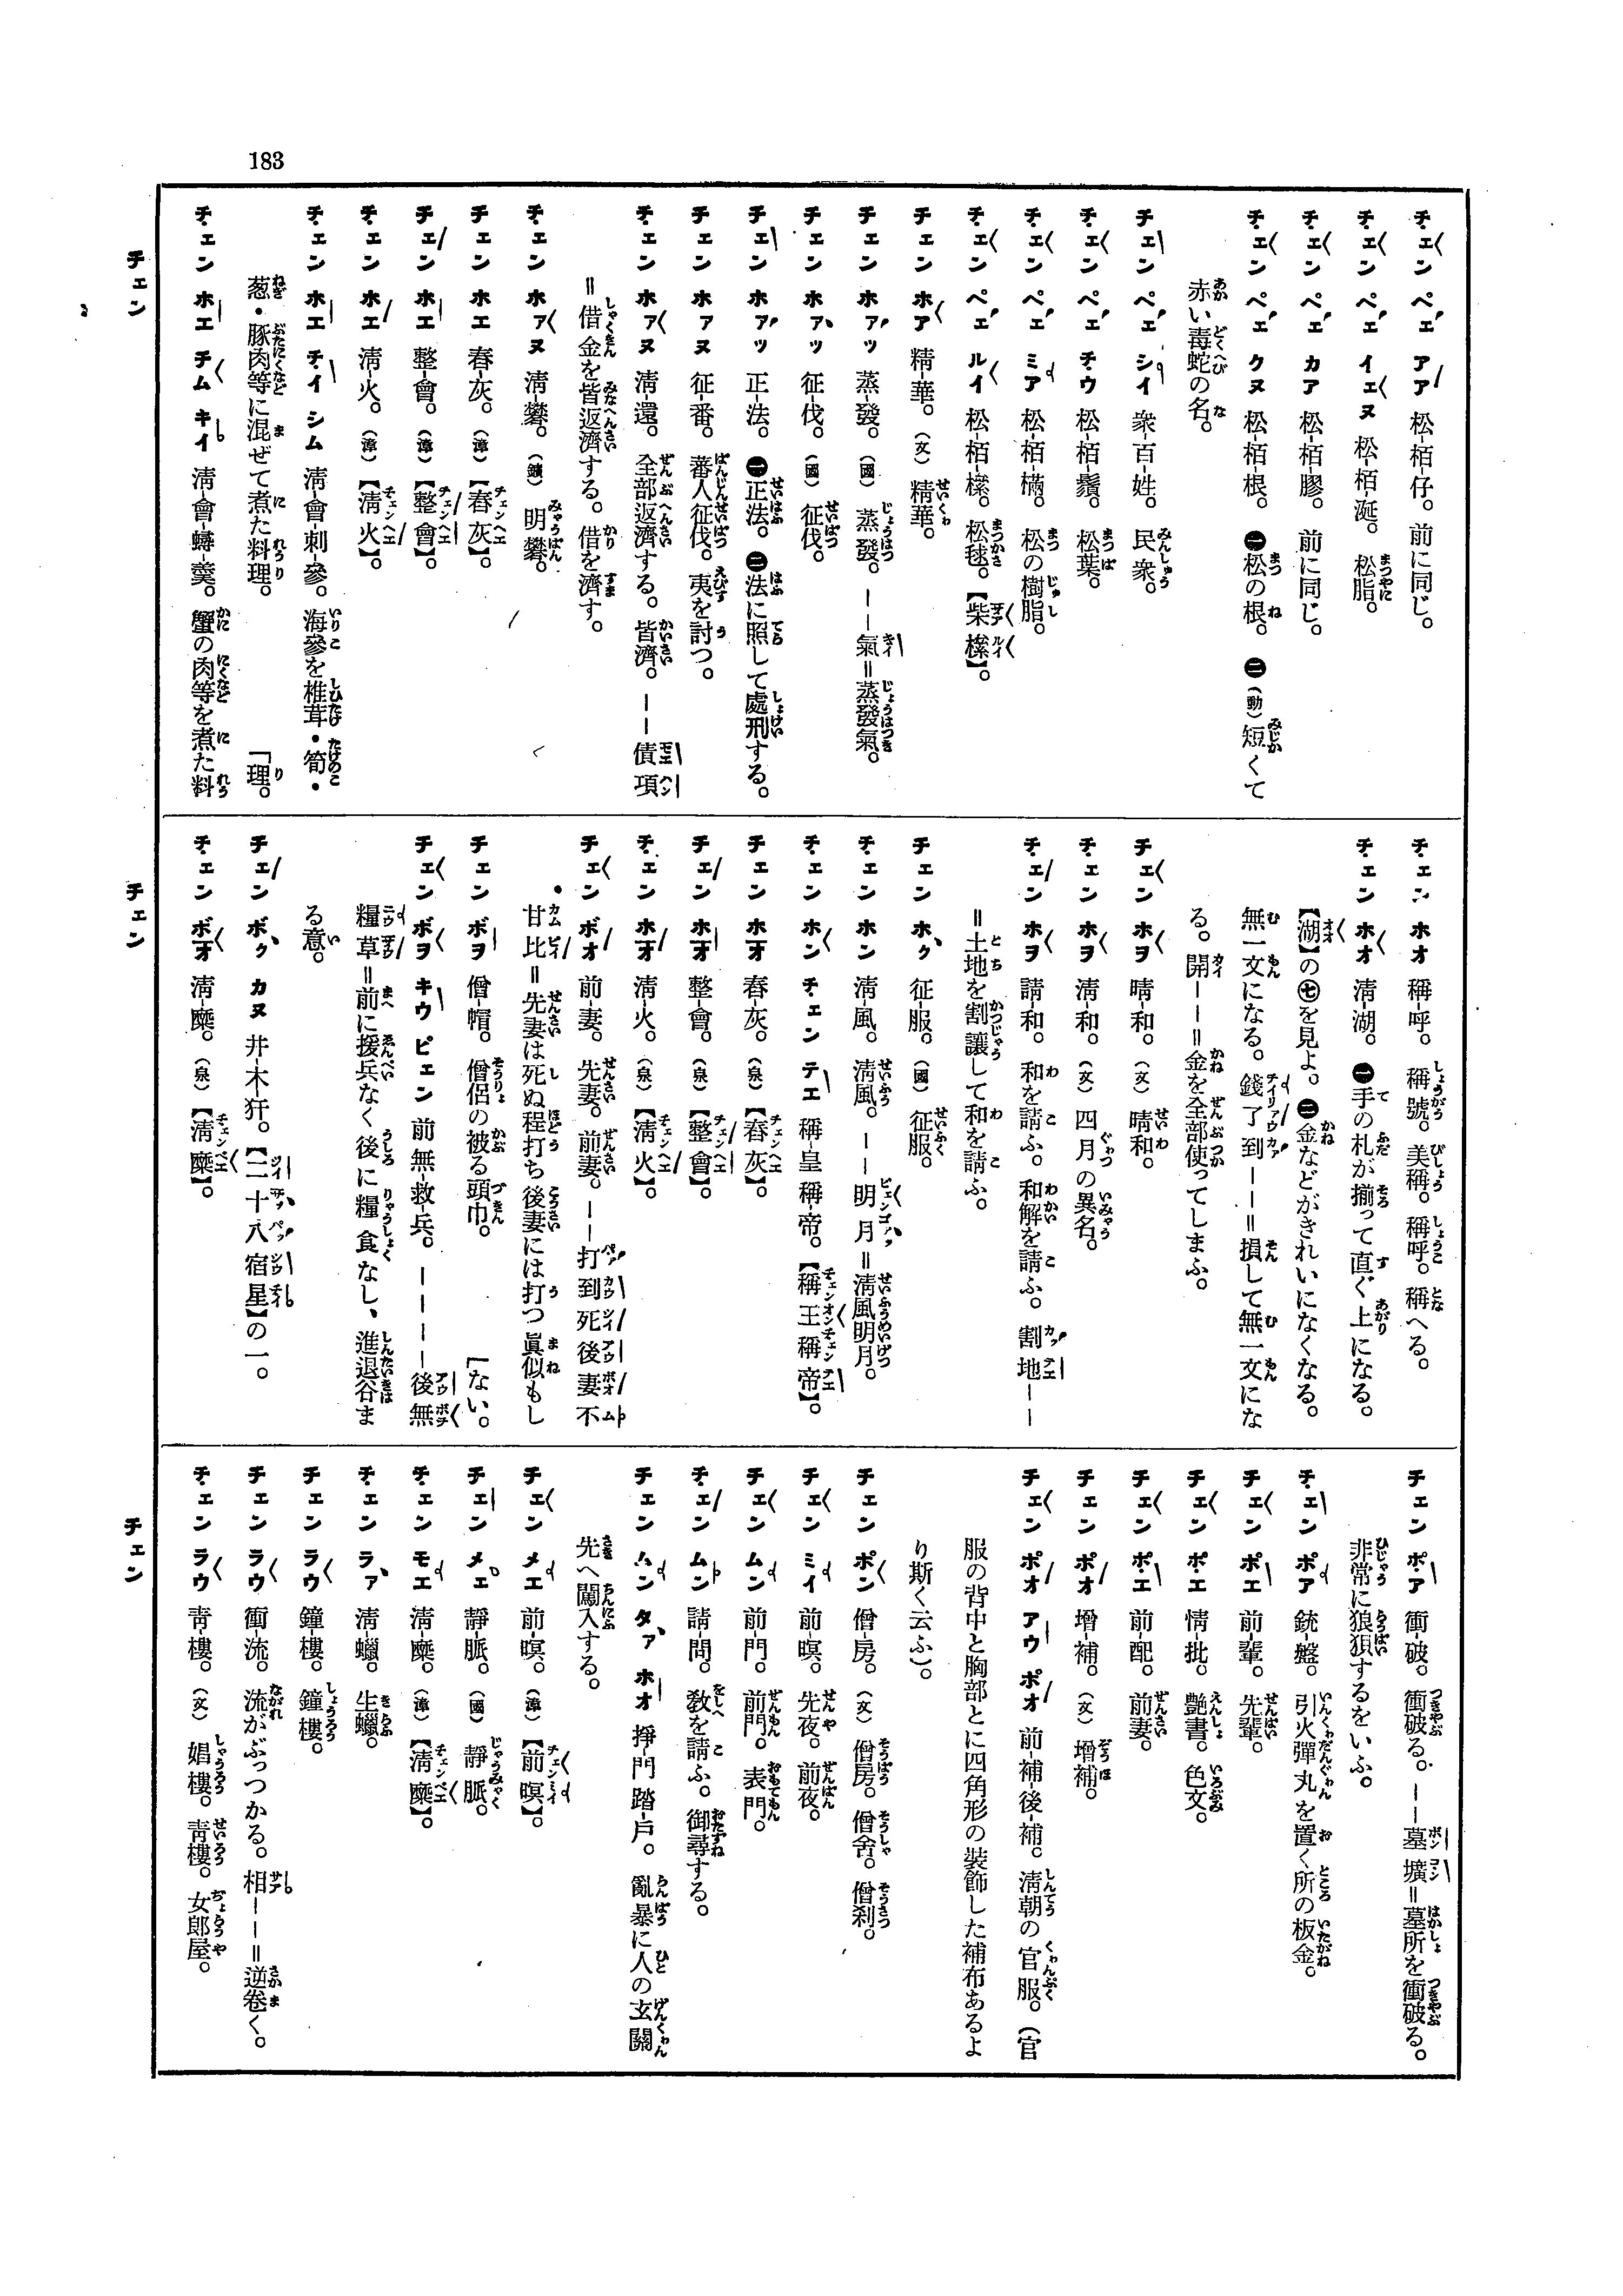 183
チェン ペェ アア 松-栢-仔。前に同じ。
チェン ペェ イェヌ 松-栢-涎。松脂。
チェン ペェ カア 松-栢-膠。前に同じ。
チェン ペェ クヌ 松-栢-根。㊀松の根。㊁(動)短くて
赤い毒蛇の名。
チェン ペェ シイ 衆-百-姓。民衆。
チェン ペェ チウ 松-栢-鬚。松葉。
チェン ペェ ミア 松-栢-樠。松の樹脂。
チェン ペェ ルイ 松-栢-樏。松毬。【柴樏】。
チェン ホア 精-華。(文)精華。
チェン ホアッ 蒸-發。(國)蒸發。——氣=蒸發氣。
チェン ホアッ 征-伐。(國)征伐。
チェン ホアッ 正-法。㊀正法。㊁法に照して處刑する。
チェン ホアヌ 征-番。蕃人征伐。夷を討つ。
チェン ホアヌ 清-還。全部返濟する。皆濟。——債項
=借金を皆返濟する。借を濟す。
チェン ホアヌ 清-礬。(鑛)明礬。
チェン ホエ 舂-灰。(漳)【舂灰】。
チェン ホエ 整-會。(漳)【整會】。
チェン ホエ 清-火。(漳)【清火】。
チェン ホエ チイ シム 清-會-刺-參。海參を椎茸・筍・
葱・豚肉等に混ぜて煮た料理。「理。
チェン ホエ チム キイ 清-會-蟳-羹。蟹の肉等を煮た料
チェン
チェン ホオ 稱-呼。稱號。美稱。稱呼。稱へる。
チェン ホオ 清-湖。㊀手の札が揃って直ぐ上になる。
【湖】の㊆を見よ。㊁金などがきれいになくなる。
無一文になる。錢了到——=損して無一文にな
る。開——=金を全部使ってしまふ。
チェン ホヲ 晴-和。(文)晴和。
チェン ホヲ 清-和。(文)四月の異名。
チェン ホヲ 請-和。和を請ふ。和解を請ふ。割地——
=土地を割讓して和を請ふ。
チェン ホク 征-服。(國)征服。
チェン ホン 清-風。清風。——明月=清風明月。
チェン ホン チェン テエ 稱-皇 稱-帝。【稱王稱帝】。
チェン ホオ 舂-灰。(泉)【舂灰】。
チェン ホオ 整-會。(泉)【整會】。
チェン ホオ 清-火。(泉)【清火】。
チェン ボオ 前-妻。先妻。前妻。——打到死後妻不
甘比=先妻は死ぬ程打ち後妻には打つ眞似もし
チェン ボヲ 僧-帽。僧侶の被る頭巾。「ない。
チェン ボヲ キウ ピェン 前-無-救-兵。————後無
糧草=前に援兵なく後に糧食なし、進退谷ま
る意。
チェン ボク カヌ 井-木-犴。【二十八宿星】の一。
チェン ボオ 清-糜。(泉)【清糜】。
チェン
チェン ポア 衝-破。衝破る。——墓壙=墓所を衝破る。
非常に狼狽するをいふ。
チェン ポア 銃-盤。引火彈丸を置く所の板金。
チェン ポエ 前-輩。先輩。
チェン ポエ 情-批。艶書。色文。
チェン ポエ 前-配。前妻。
チェン ポオ 增-補。(文)增補。
チェン ポオ アウ ポオ 前-補-後-補。清朝の官服。(官
服の背中と胸部とに四角形の裝飾した補布あるよ
り斯く云ふ)。
チェン ポン 僧-房。(文)僧房。僧舍。僧刹。
チェン ミイ 前-暝。先夜。前夜。
チェン ムン 前-門。前門。表門。
チェン ムン 請-問。敎を請ふ。御尋する。
チェン ムン タァ ホオ 掙-門 踏-戶。亂暴に人の玄關
先へ闖入する。
チェン メエ 前-暝。(漳)【前暝】。
チェン メェ 靜-脈。(國)靜脈。
チェン モエ 清-糜。(漳)【清糜】。
チェン ラァ 清-蠟。生蠟。
チェン ラウ 鐘-樓。鐘樓。
チェン ラウ 衝-流。流がぶっつかる。相——=逆卷く。
チェン ラウ 靑-樓。(文)娼樓。靑樓。女郎屋。
チェン